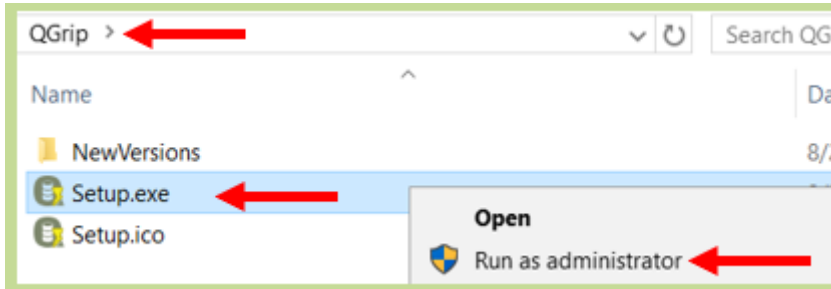 QGrip >
Search QG
Name
Da
NewVersions
8/
Setup.exe
Open
Setup.ico
Run as administrator